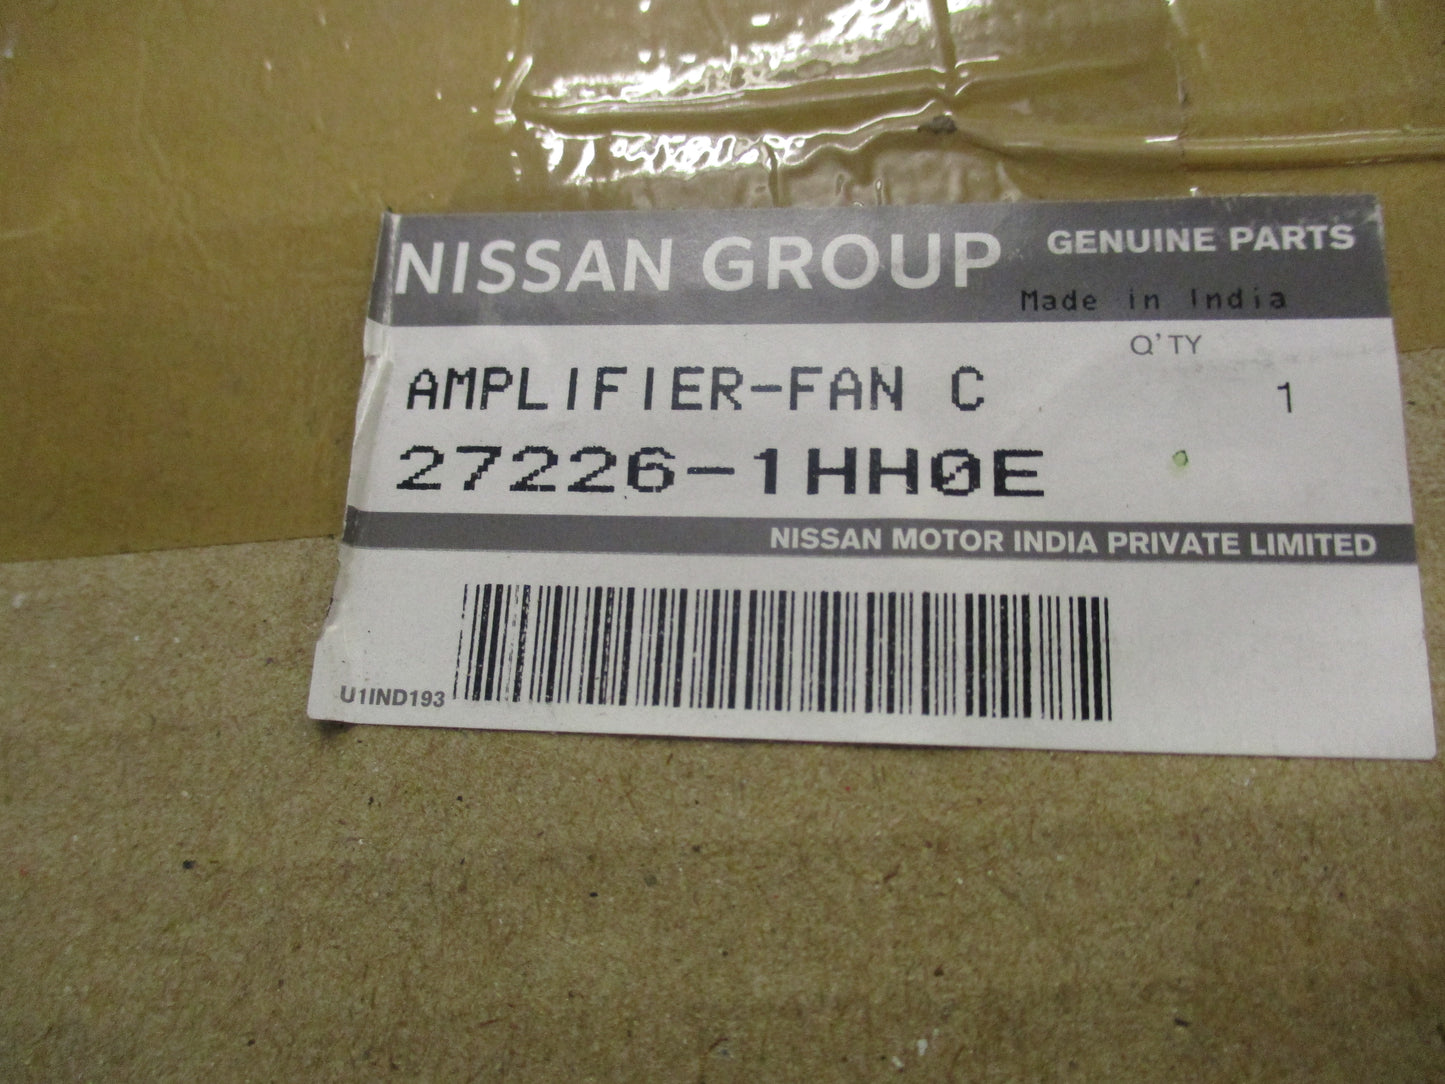 NISSAN GROUP GENUINE PARTS
Made in India
Q'TY
AMPLIFIER-FAN C 1
27226-1HH0E
NISSAN MOTOR INDIA PRIVATE LIMITED
U1IND193